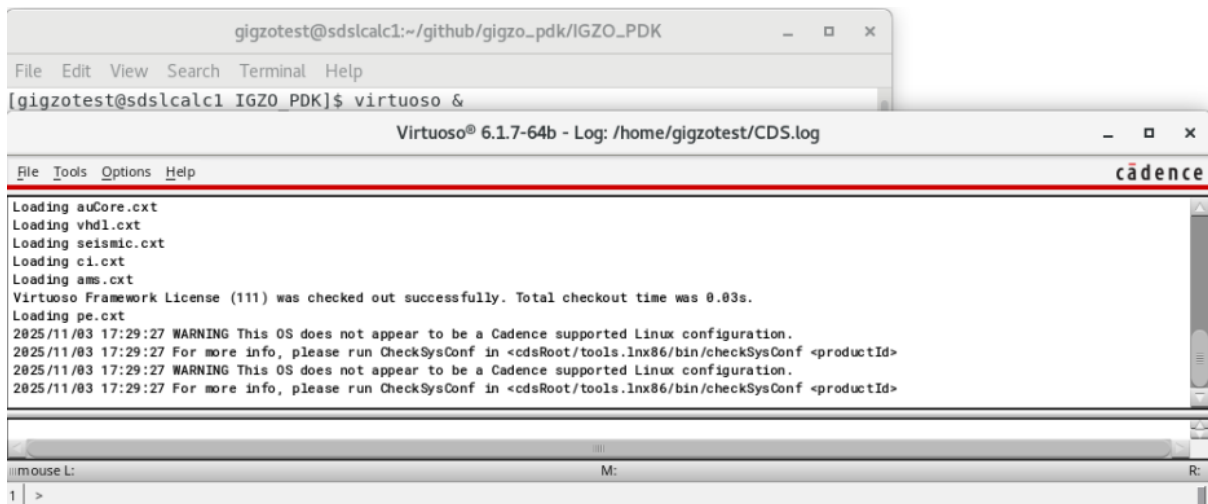 gigzotest@sdslcalc1:~/github/gigzo_pdk/IGZO_PDK
File Edit View Search Terminal Help
[gigzotest@sdslcalc1 IGZO_PDK]$ virtuoso &
Virtuoso® 6.1.7-64b - Log: /home/gigzotest/CDS.log
File Tools Options Help
cādence
Loading auCore.cxt
Loading vhdl.cxt
Loading seismic.cxt
Loading ci.cxt
Loading ams.cxt
Virtuoso Framework License (111) was checked out successfully. Total checkout time was 0.03s.
Loading pe.cxt
2025/11/03 17:29:27 WARNING This OS does not appear to be a Cadence supported Linux configuration.
2025/11/03 17:29:27 For more info, please run CheckSysConf in <cdsRoot/tools.lnx86/bin/checkSysConf <productId>
2025/11/03 17:29:27 WARNING This OS does not appear to be a Cadence supported Linux configuration.
2025/11/03 17:29:27 For more info, please run CheckSysConf in <cdsRoot/tools.lnx86/bin/checkSysConf <productId>
mouse L: M: R:
1 >